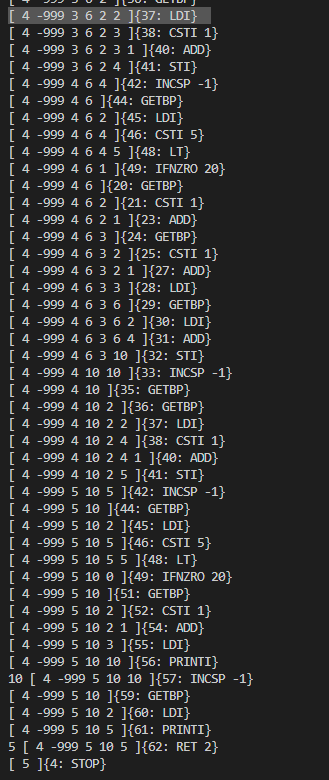 [ 4 -999 3 6 2 ]{36: GETBP}
[ 4 -999 3 6 2 2 ]{37: LDI}
[ 4 -999 3 6 2 3 ]{38: CSTI 1}
[ 4 -999 3 6 2 3 1 ]{40: ADD}
[ 4 -999 3 6 2 4 ]{41: STI}
[ 4 -999 4 6 4 ]{42: INCSP -1}
[ 4 -999 4 6 ]{44: GETBP}
[ 4 -999 4 6 2 ]{45: LDI}
[ 4 -999 4 6 4 ]{46: CSTI 5}
[ 4 -999 4 6 4 5 ]{48: LT}
[ 4 -999 4 6 1 ]{49: IFNZRO 20}
[ 4 -999 4 6 ]{20: GETBP}
[ 4 -999 4 6 2 ]{21: CSTI 1}
[ 4 -999 4 6 2 1 ]{23: ADD}
[ 4 -999 4 6 3 ]{24: GETBP}
[ 4 -999 4 6 3 2 ]{25: CSTI 1}
[ 4 -999 4 6 3 2 1 ]{27: ADD}
[ 4 -999 4 6 3 3 ]{28: LDI}
[ 4 -999 4 6 3 6 ]{29: GETBP}
[ 4 -999 4 6 3 6 2 ]{30: LDI}
[ 4 -999 4 6 3 6 4 ]{31: ADD}
[ 4 -999 4 6 3 10 ]{32: STI}
[ 4 -999 4 10 10 ]{33: INCSP -1}
[ 4 -999 4 10 ]{35: GETBP}
[ 4 -999 4 10 2 ]{36: GETBP}
[ 4 -999 4 10 2 2 ]{37: LDI}
[ 4 -999 4 10 2 4 ]{38: CSTI 1}
[ 4 -999 4 10 2 4 1 ]{40: ADD}
[ 4 -999 4 10 2 5 ]{41: STI}
[ 4 -999 5 10 5 ]{42: INCSP -1}
[ 4 -999 5 10 ]{44: GETBP}
[ 4 -999 5 10 2 ]{45: LDI}
[ 4 -999 5 10 5 ]{46: CSTI 5}
[ 4 -999 5 10 5 5 ]{48: LT}
[ 4 -999 5 10 0 ]{49: IFNZRO 20}
[ 4 -999 5 10 ]{51: GETBP}
[ 4 -999 5 10 2 ]{52: CSTI 1}
[ 4 -999 5 10 2 1 ]{54: ADD}
[ 4 -999 5 10 3 ]{55: LDI}
[ 4 -999 5 10 10 ]{56: PRINTI}
10 [ 4 -999 5 10 10 ]{57: INCSP -1}
[ 4 -999 5 10 ]{59: GETBP}
[ 4 -999 5 10 2 ]{60: LDI}
[ 4 -999 5 10 5 ]{61: PRINTI}
5 [ 4 -999 5 10 5 ]{62: RET 2}
[ 5 ]{4: STOP}